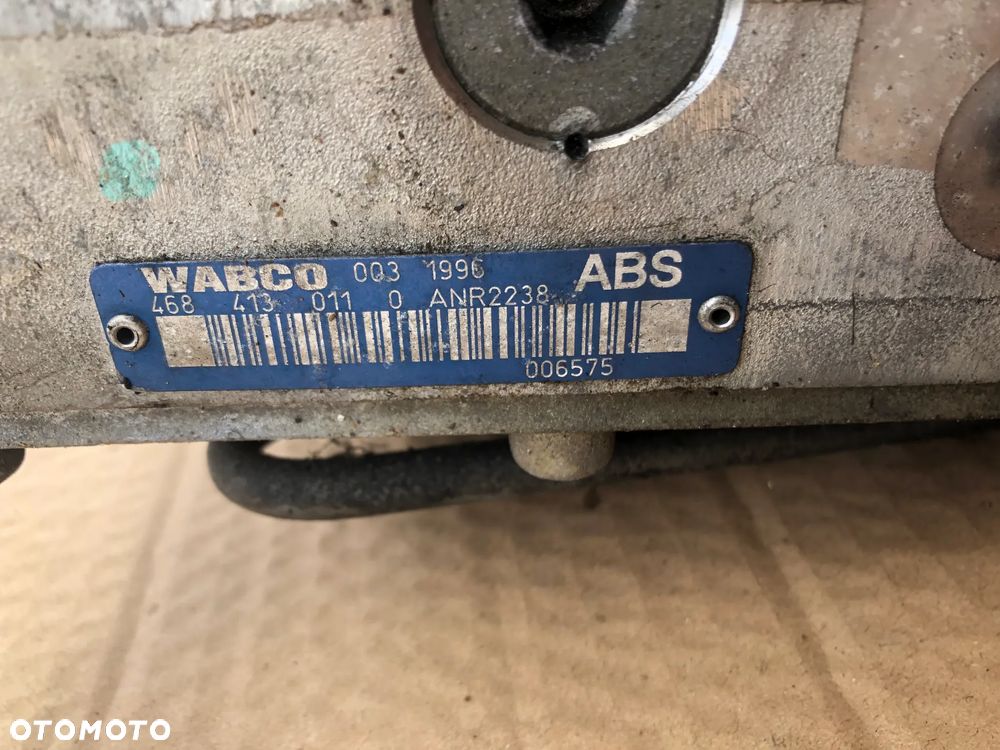 WABCO 003 1996 ABS
468 413 011 0 ANR2238
006575
OTOMOTO